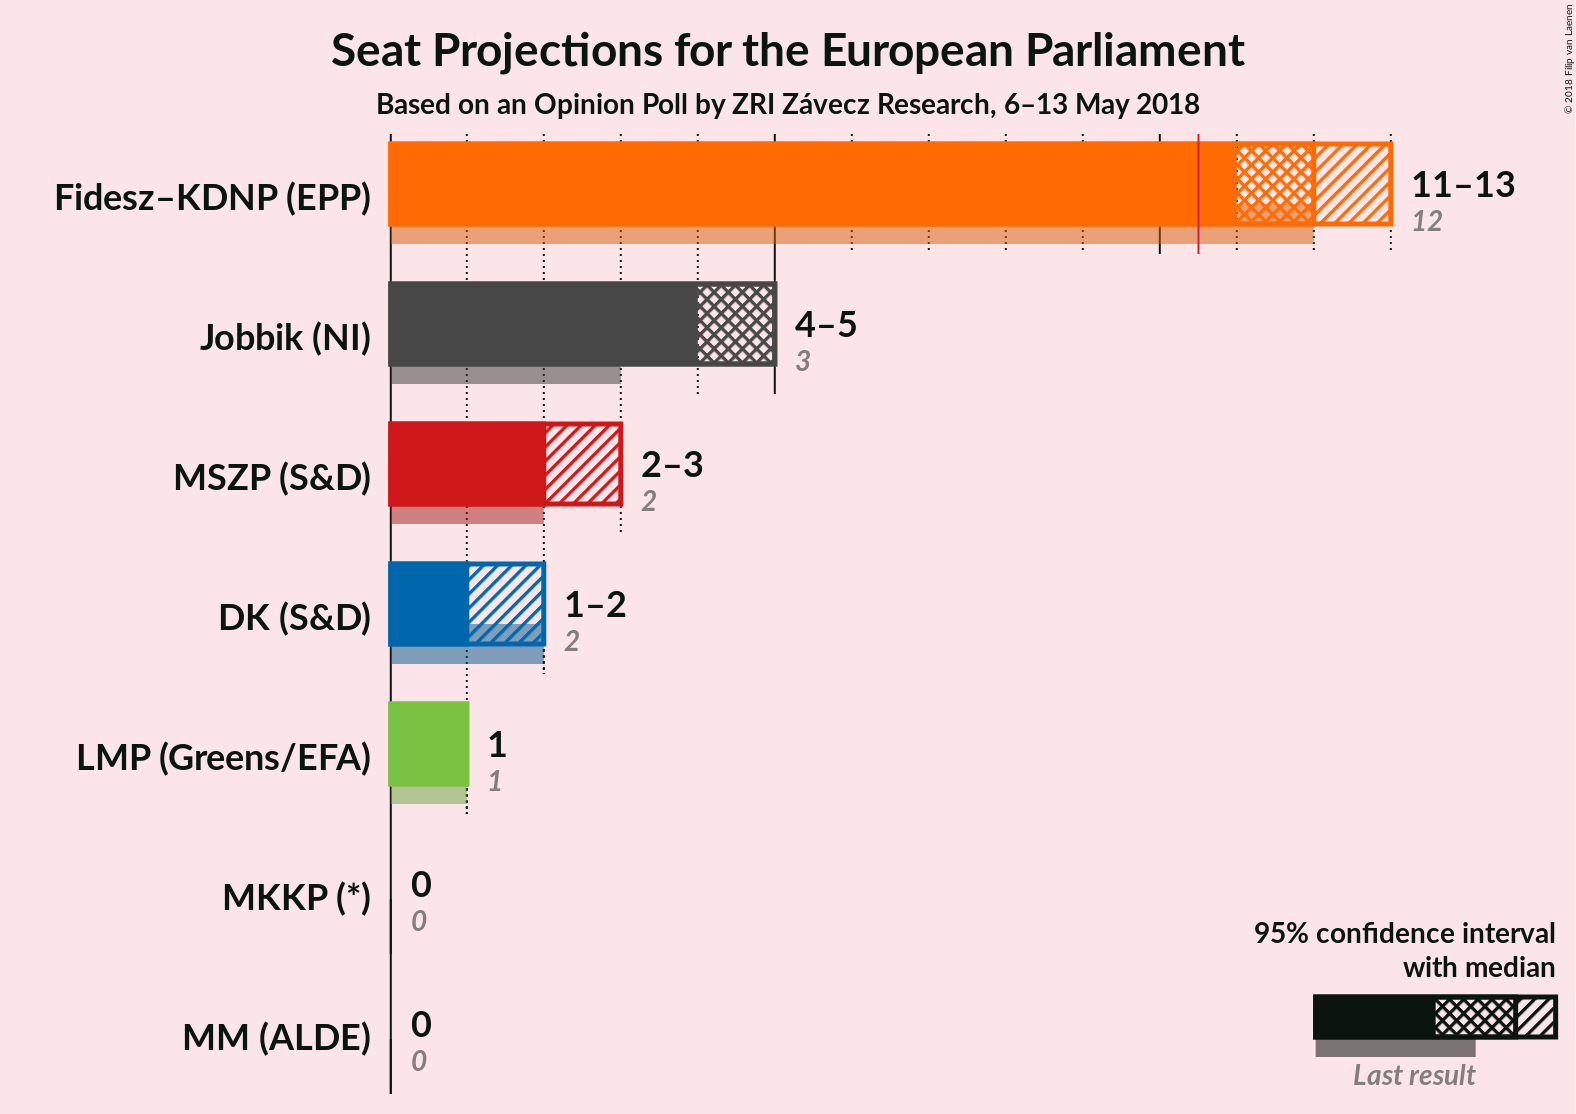 Seat Projections for the European Parliament
Based on an Opinion Poll by ZRI Závecz Research, 6–13 May 2018
© 2018 Filip van Laenen
Fidesz–KDNP (EPP)
11–13
12
Jobbik (NI)
4–5
3
MSZP (S&D)
2–3
2
DK (S&D)
1–2
2
LMP (Greens/EFA)
1
1
MKKP (*)
0
0
MM (ALDE)
0
0
95% confidence interval
with median
Last result